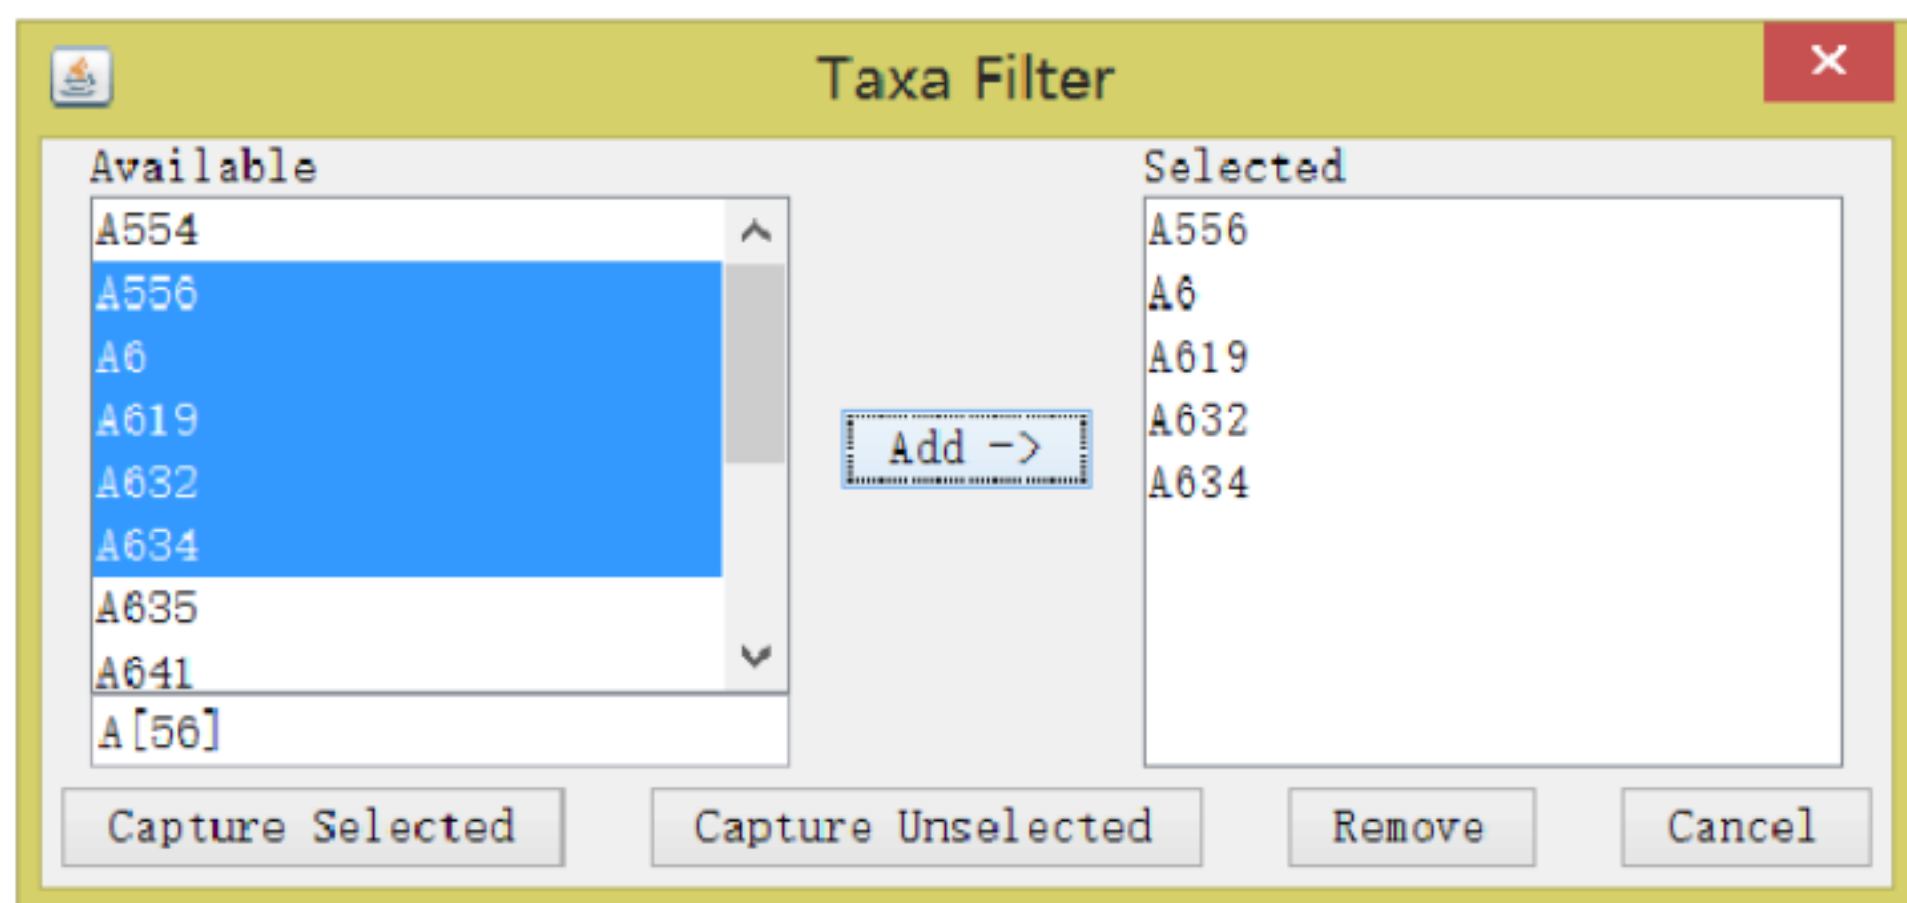 Taxa Filter
Available
A554
A556
A6
A619
A632
A634
A635
A641
A[56]
Add ->
Selected
A556
A6
A619
A632
A634
Capture Selected
Capture Unselected
Remove
Cancel